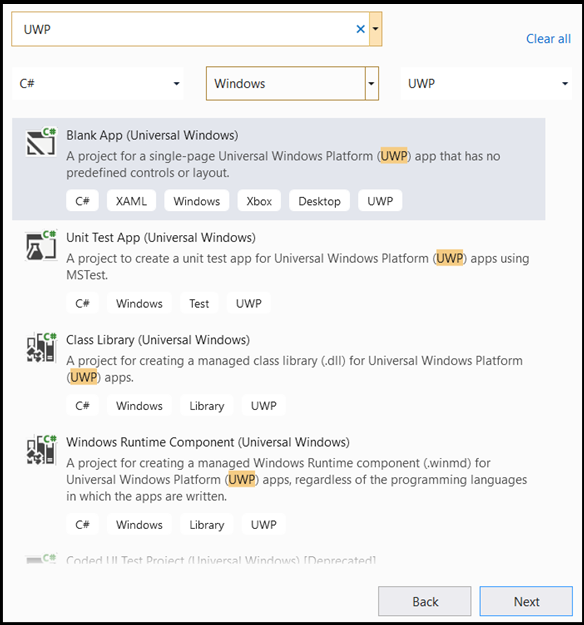 UWP
Clear all
C# Windows UWP
C#
Blank App (Universal Windows)
A project for a single-page Universal Windows Platform (UWP) app that has no
predefined controls or layout.
C# XAML Windows Xbox Desktop UWP
C#
Unit Test App (Universal Windows)
A project to create a unit test app for Universal Windows Platform (UWP) apps using
MSTest.
C# Windows Test UWP
C#
Class Library (Universal Windows)
A project for creating a managed class library (.dll) for Universal Windows Platform
(UWP) apps.
C# Windows Library UWP
C#
Windows Runtime Component (Universal Windows)
A project for creating a managed Windows Runtime component (.winmd) for
Universal Windows Platform (UWP) apps, regardless of the programming languages
in which the apps are written.
C# Windows Library UWP
C#
Coded UI Test Project (Universal Windows) [Deprecated]
Back Next